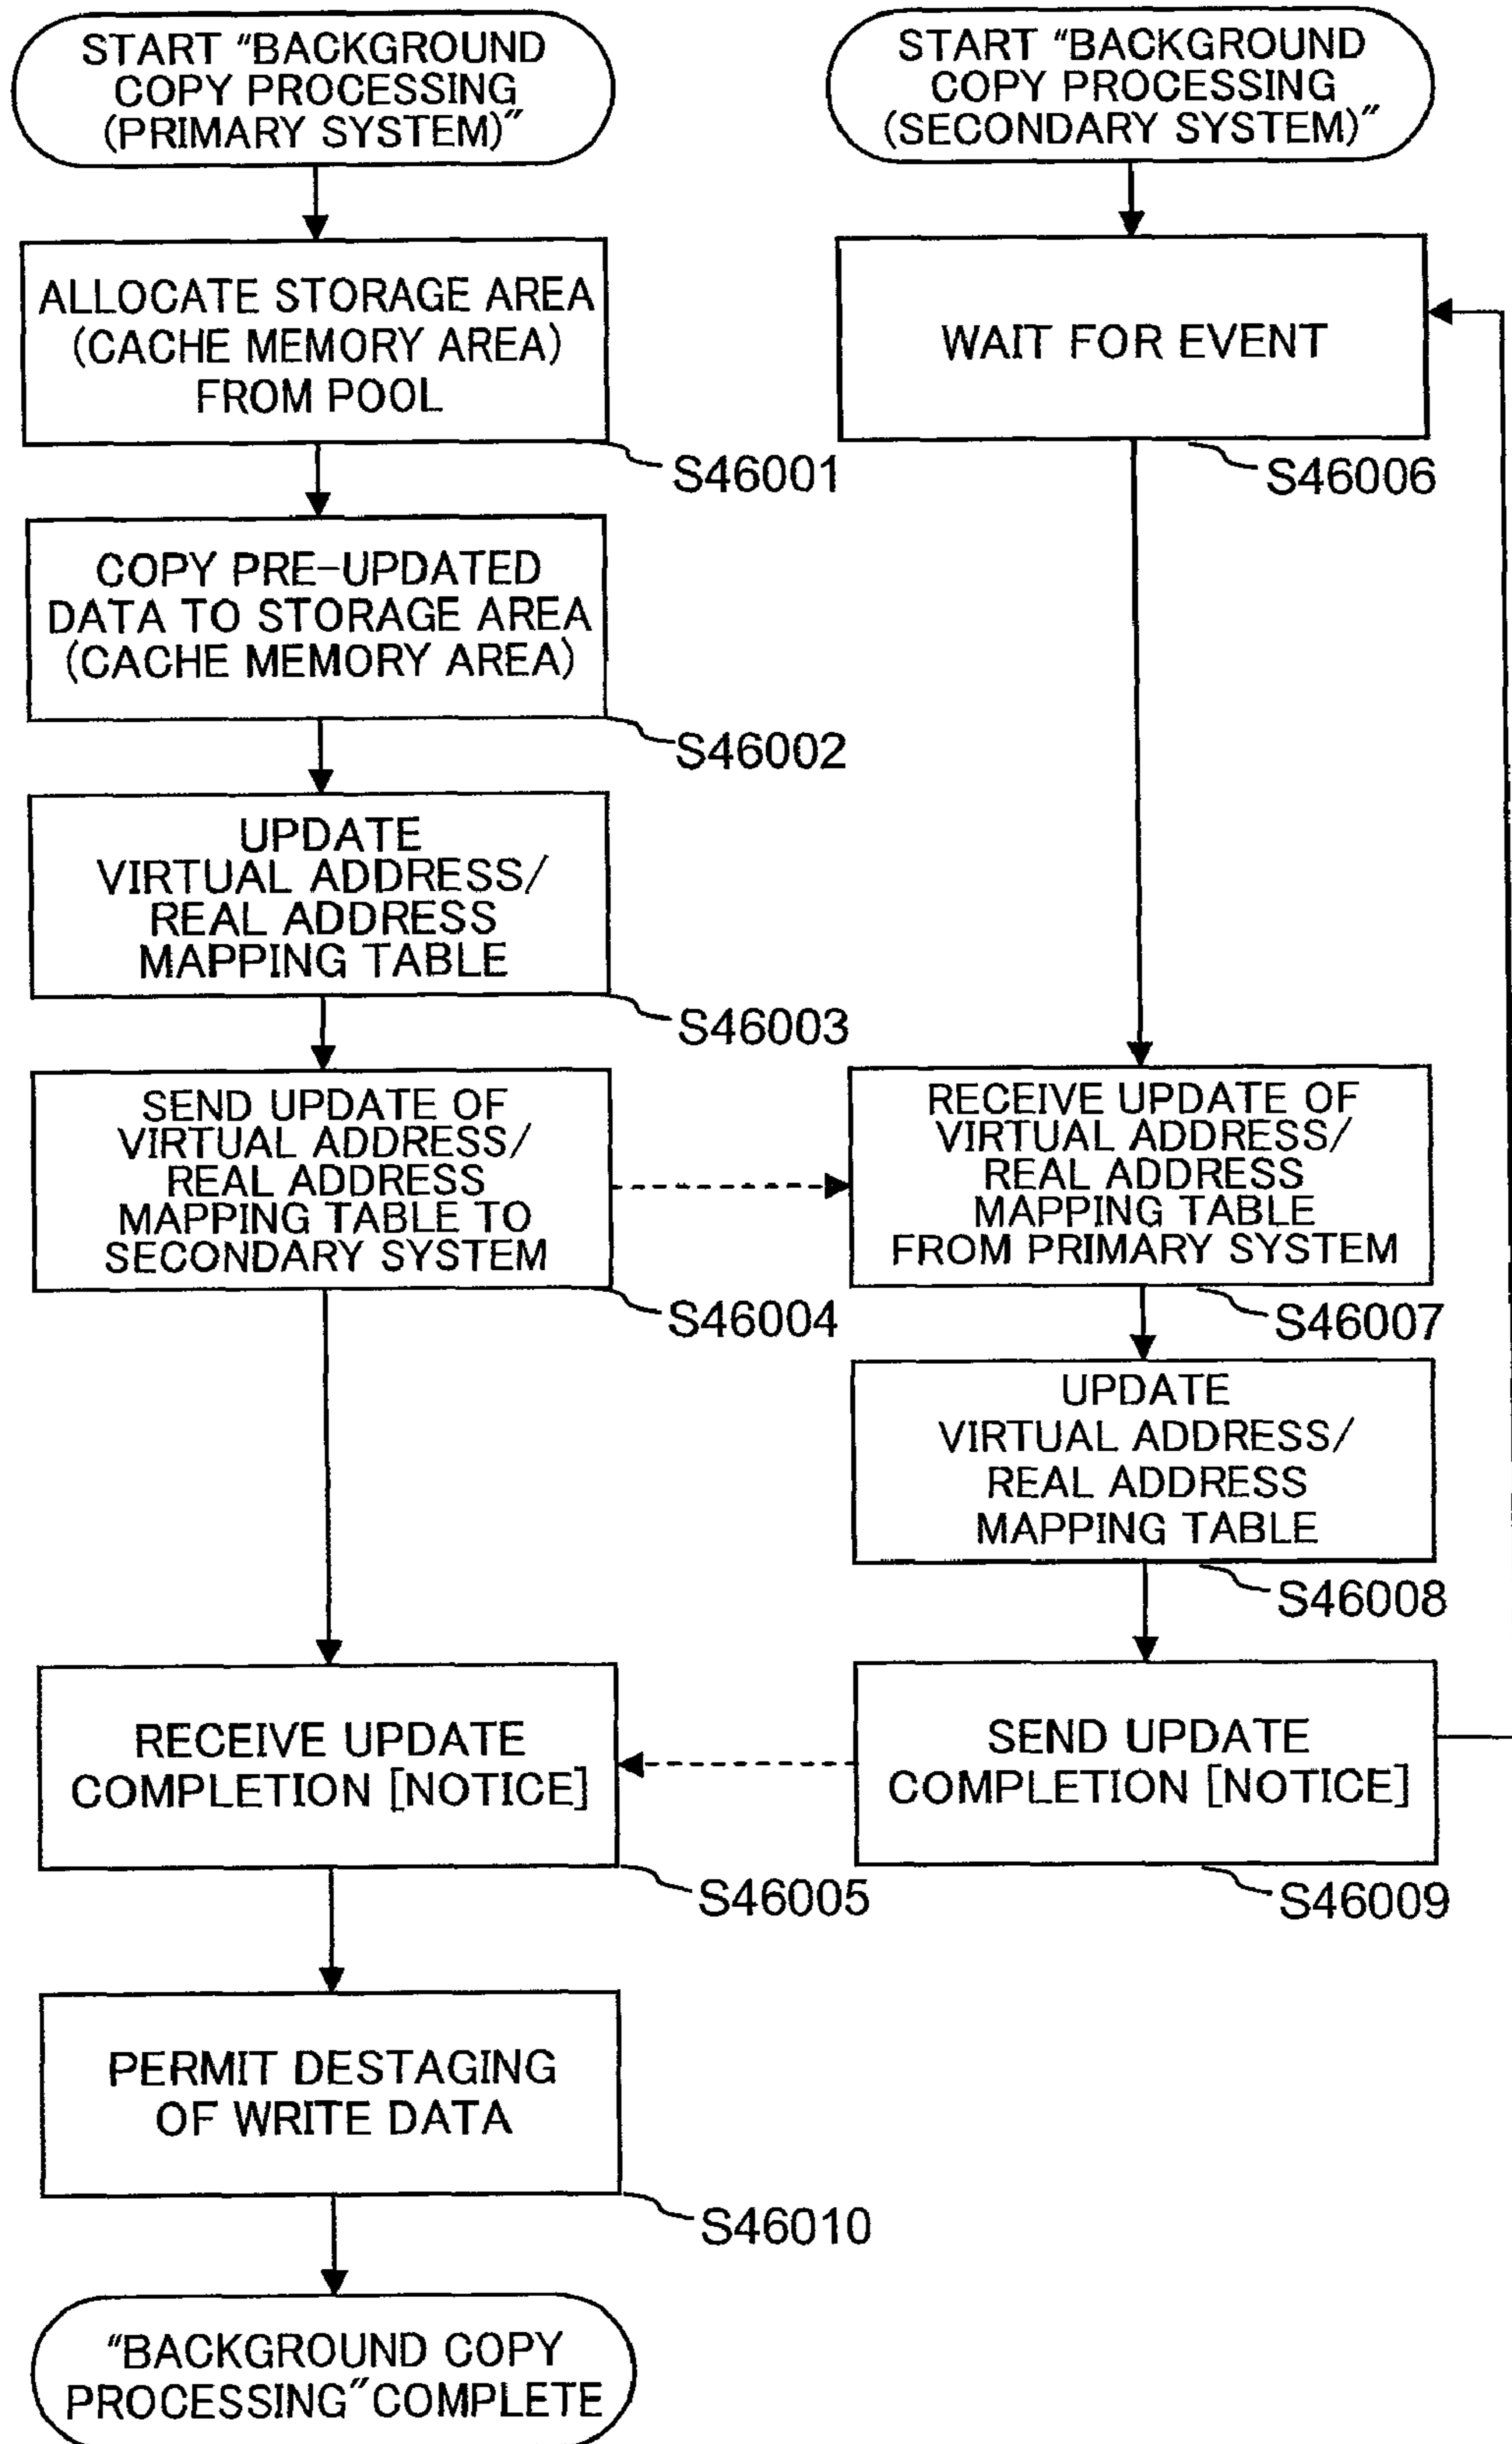 START “BACKGROUND
COPY PROCESSING
(PRIMARY SYSTEM)”
ALLOCATE STORAGE AREA
(CACHE MEMORY AREA)
FROM POOL
S46001
COPY PRE-UPDATED
DATA TO STORAGE AREA
(CACHE MEMORY AREA)
S46002
UPDATE
VIRTUAL ADDRESS/
REAL ADDRESS
MAPPING TABLE
S46003
SEND UPDATE OF
VIRTUAL ADDRESS/
REAL ADDRESS
MAPPING TABLE TO
SECONDARY SYSTEM
S46004
RECEIVE UPDATE
COMPLETION [NOTICE]
S46005
PERMIT DESTAGING
OF WRITE DATA
S46010
“BACKGROUND COPY
PROCESSING” COMPLETE
START “BACKGROUND
COPY PROCESSING
(SECONDARY SYSTEM)”
WAIT FOR EVENT
S46006
RECEIVE UPDATE OF
VIRTUAL ADDRESS/
REAL ADDRESS
MAPPING TABLE
FROM PRIMARY SYSTEM
S46007
UPDATE
VIRTUAL ADDRESS/
REAL ADDRESS
MAPPING TABLE
S46008
SEND UPDATE
COMPLETION [NOTICE]
S46009